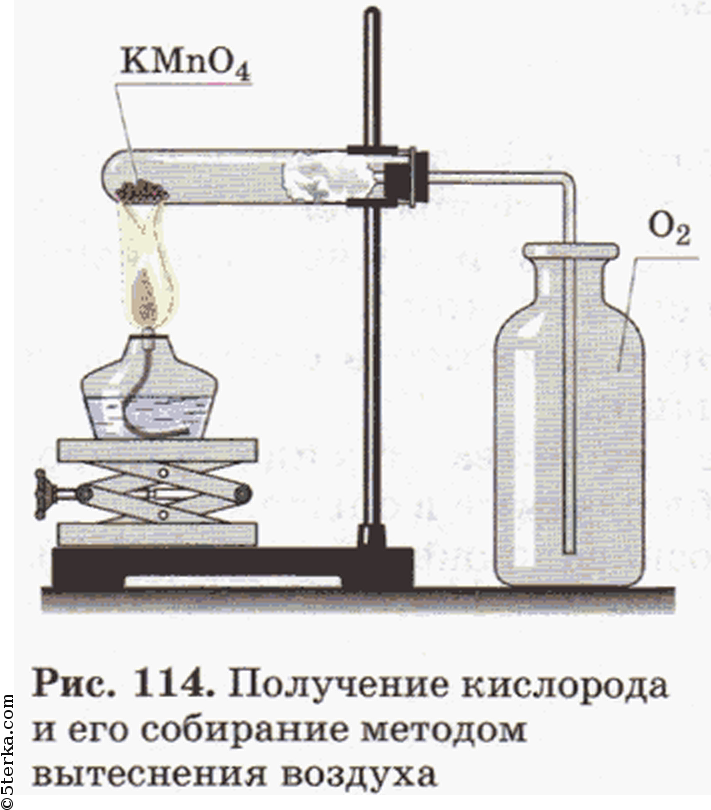 KMnO₄
O₂
Рис. 114. Получение кислорода
и его собирание методом
вытеснения воздуха
©5terka.com